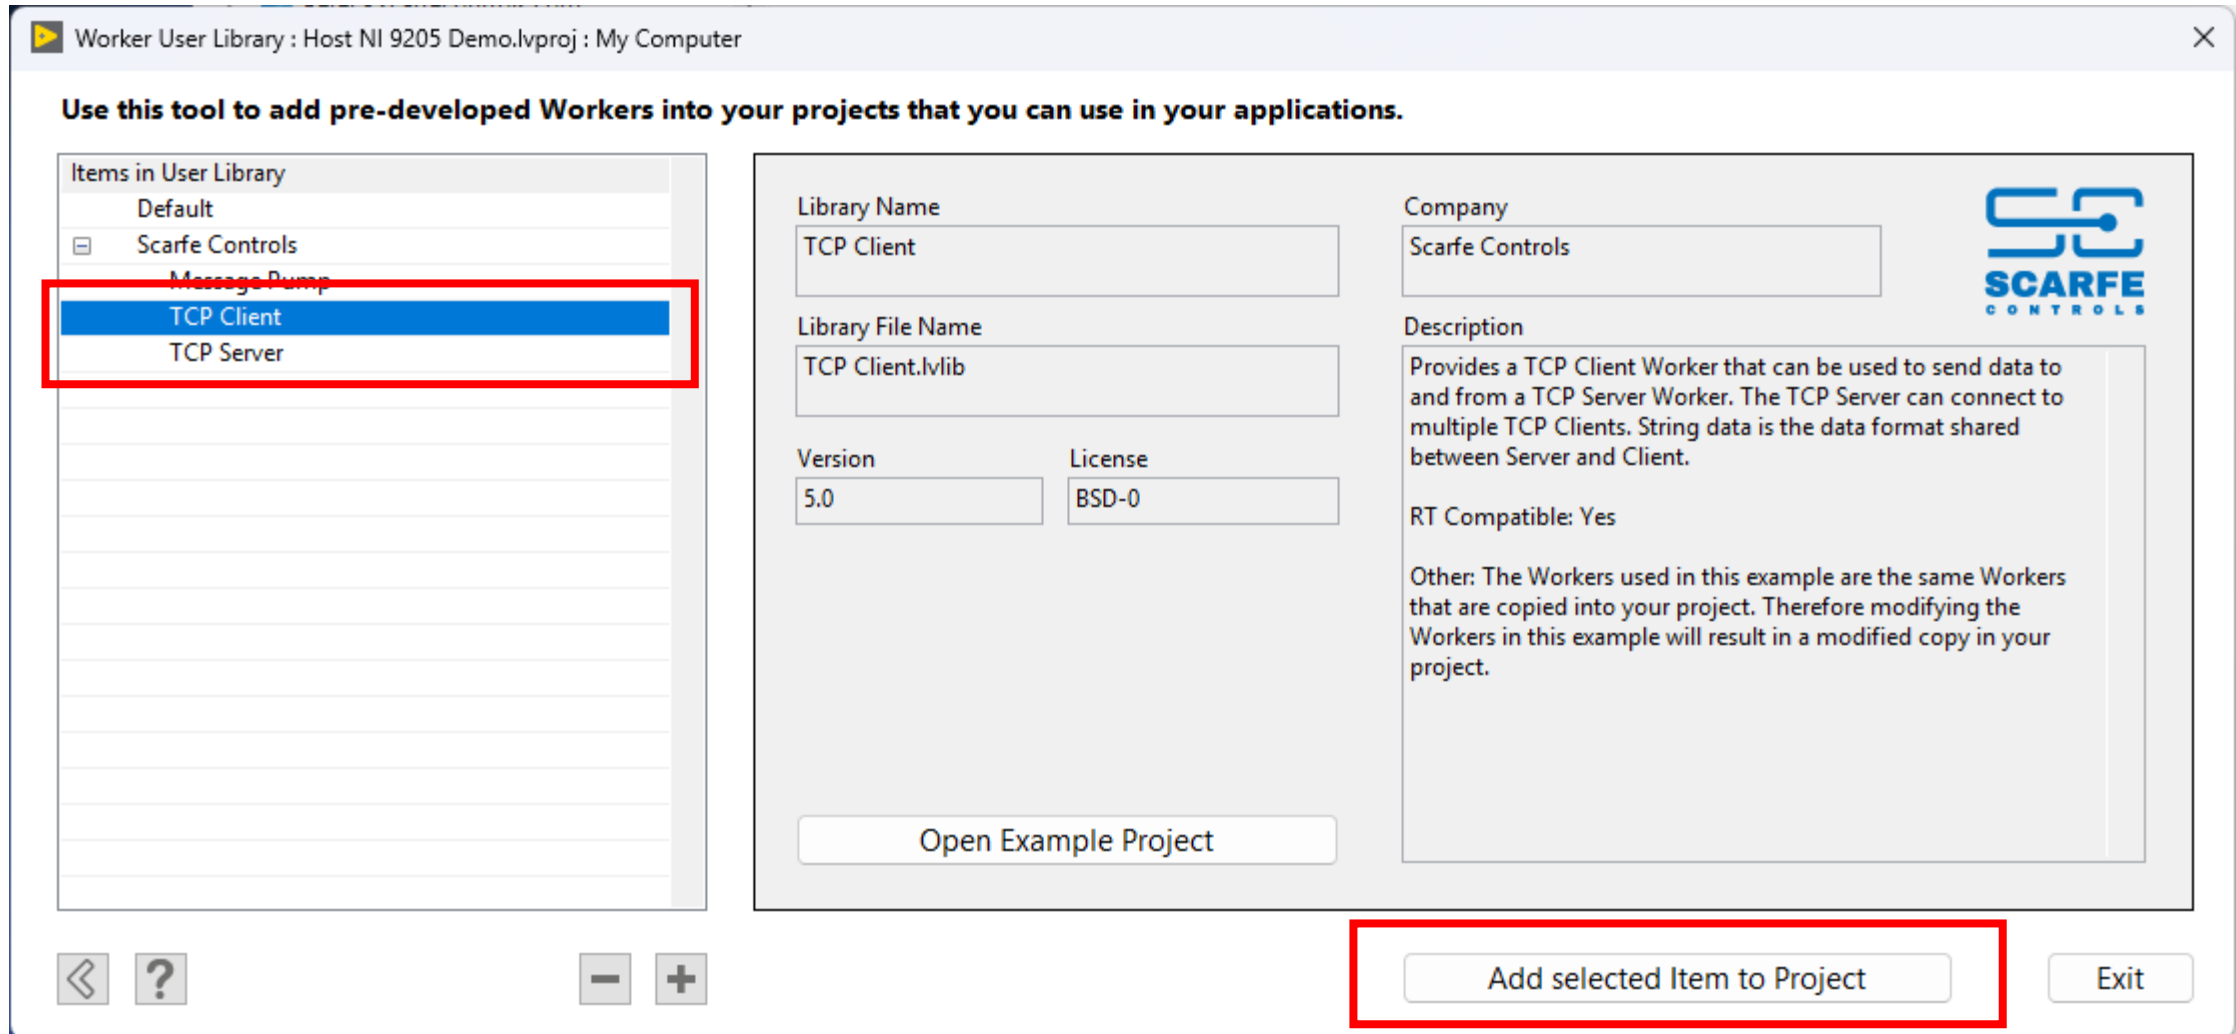 Worker User Library : Host NI 9205 Demo.lvproj : My Computer
Use this tool to add pre-developed Workers into your projects that you can use in your applications.
Items in User Library
Default
Scarfe Controls
Message Pump
TCP Client
TCP Server
Library Name
TCP Client
Library File Name
TCP Client.lvlib
Version
5.0
License
BSD-0
Open Example Project
Company
Scarfe Controls
SCARFE
CONTROLS
Description
Provides a TCP Client Worker that can be used to send data to
and from a TCP Server Worker. The TCP Server can connect to
multiple TCP Clients. String data is the data format shared
between Server and Client.
RT Compatible: Yes
Other: The Workers used in this example are the same Workers
that are copied into your project. Therefore modifying the
Workers in this example will result in a modified copy in your
project.
?
Add selected Item to Project
Exit